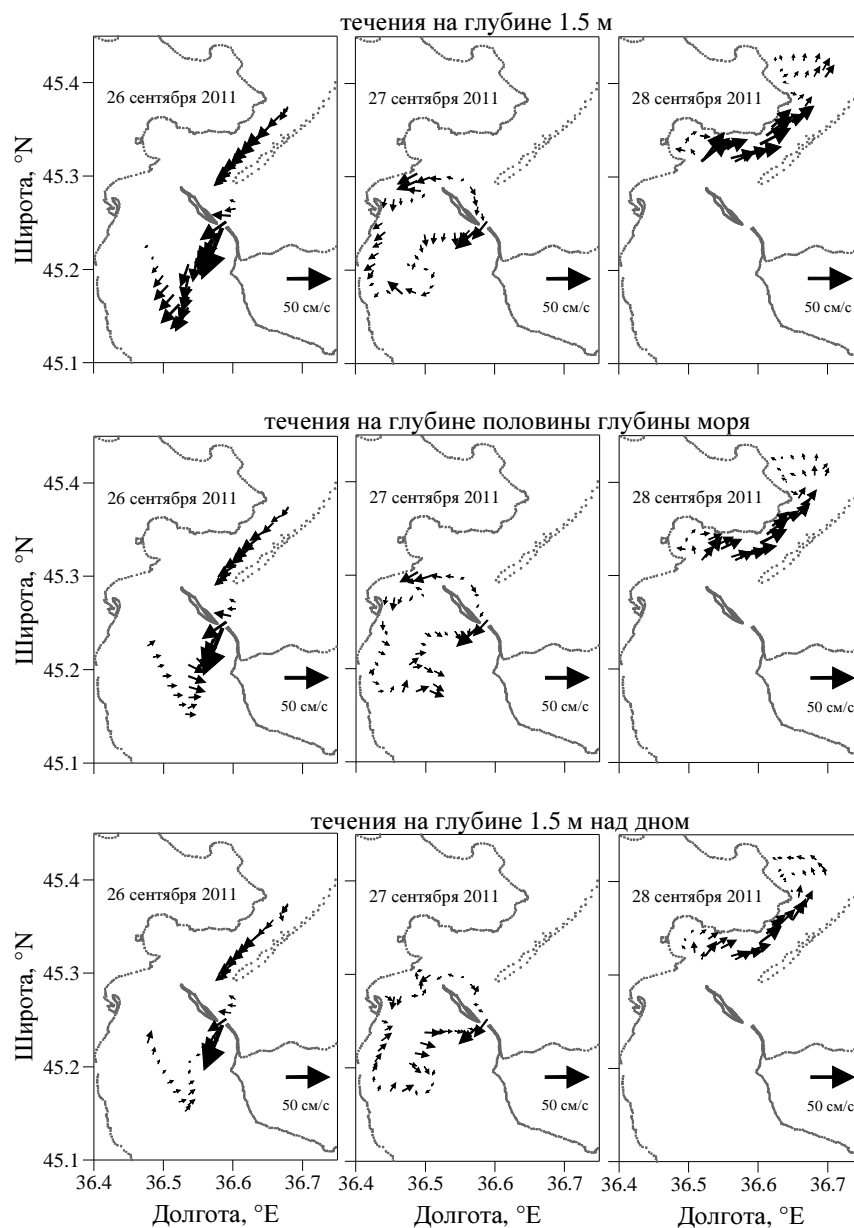 течения на глубине 1.5 м
45.4
26 сентября 2011
27 сентября 2011
28 сентября 2011
45.3
Широта, °N
45.2
50 см/с
50 см/с
50 см/с
45.1
течения на глубине половины глубины моря
45.4
26 сентября 2011
27 сентября 2011
28 сентября 2011
45.3
Широта, °N
45.2
50 см/с
50 см/с
50 см/с
45.1
течения на глубине 1.5 м над дном
45.4
26 сентября 2011
27 сентября 2011
28 сентября 2011
45.3
Широта, °N
45.2
50 см/с
50 см/с
50 см/с
45.1
36.4 36.5 36.6 36.7
36.5 36.6 36.7
36.5 36.6 36.7
Долгота, °E
Долгота, °E
Долгота, °E